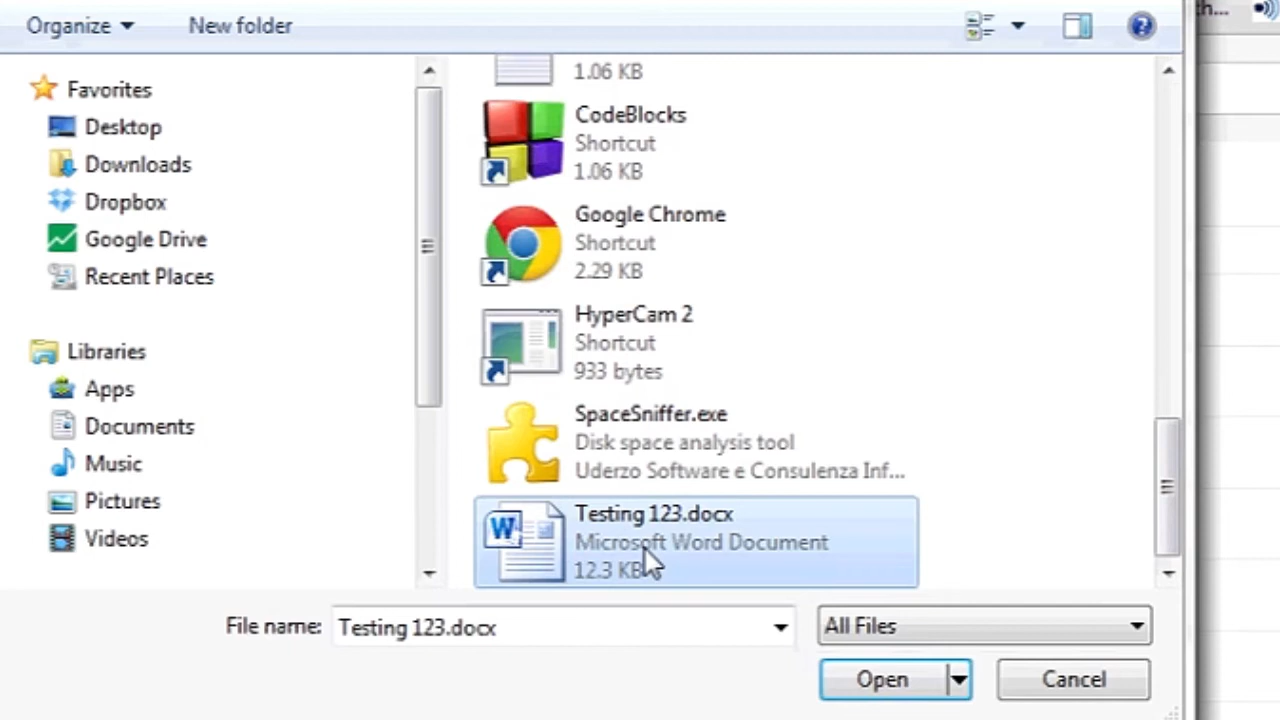 Organize
New folder
h...
Favorites
Desktop
Downloads
Dropbox
Google Drive
Recent Places
Libraries
Apps
Documents
Music
Pictures
Videos
1.06 KB
CodeBlocks
Shortcut
1.06 KB
Google Chrome
Shortcut
2.29 KB
HyperCam 2
Shortcut
933 bytes
SpaceSniffer.exe
Disk space analysis tool
Uderzo Software e Consulenza Inf...
W
Testing 123.docx
Microsoft Word Document
12.3 KB
File name:
Testing 123.docx
All Files
Open
Cancel